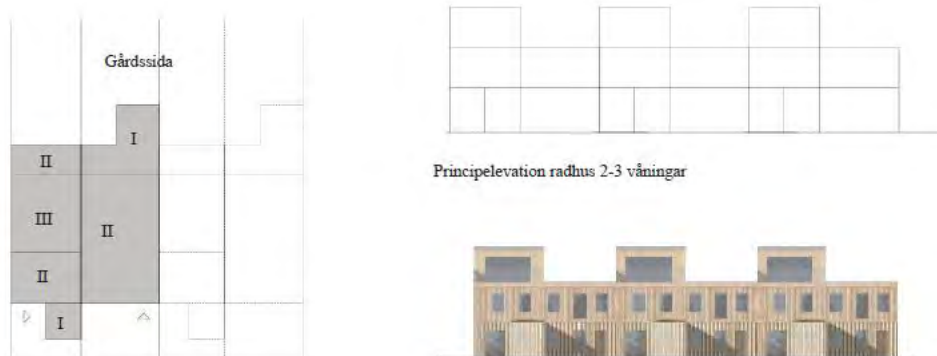 Gårdssida
I
II
III
II
II
I
Principelevation radhus 2-3 våningar